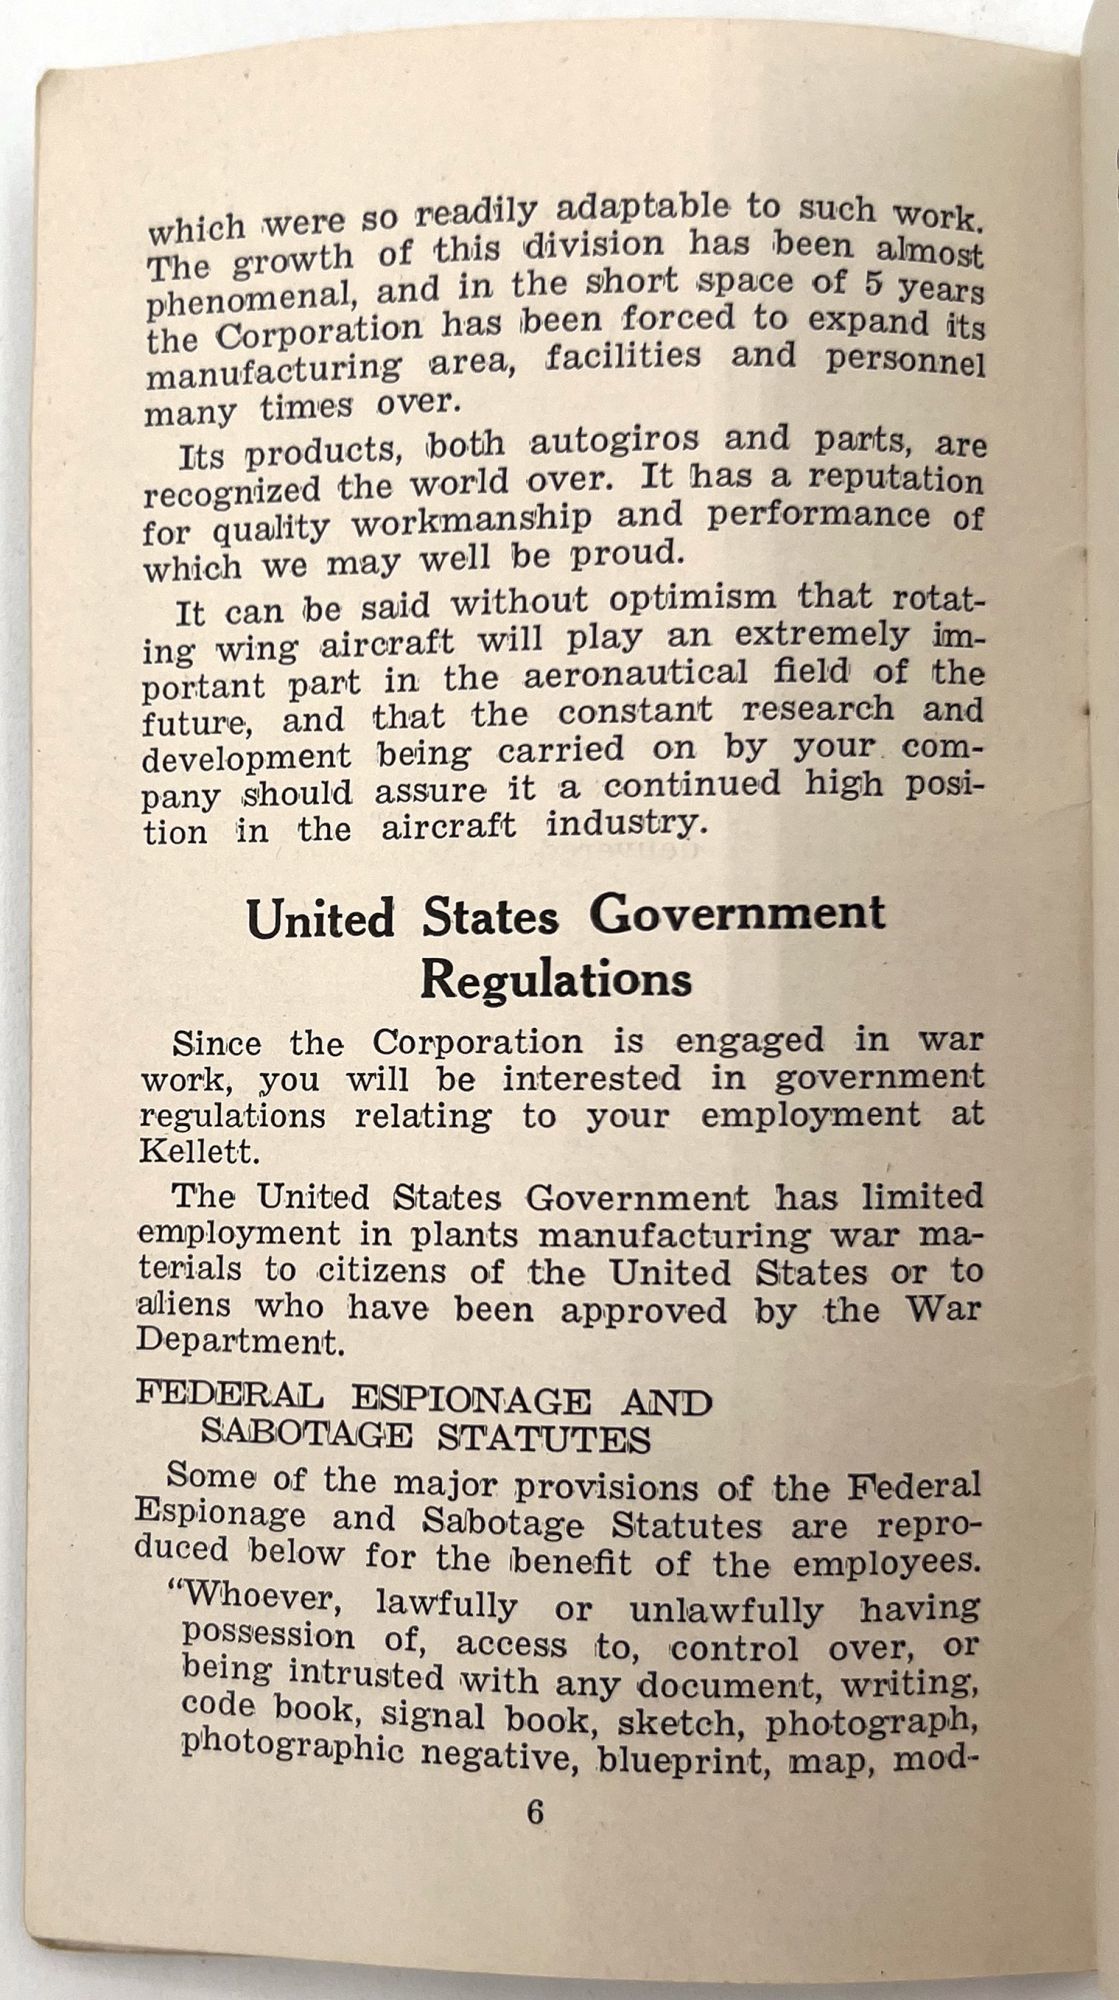 which were so readily adaptable to such work.
The growth of this division has been almost
phenomenal, and in the short space of 5 years
the Corporation has been forced to expand its
manufacturing area, facilities and personnel
many times over.
Its products, both autogiros and parts, are
recognized the world over. It has a reputation
for quality workmanship and performance of
which we may well be proud.
It can be said without optimism that rotat-
ing wing aircraft will play an extremely im-
portant part in the aeronautical field of the
future, and that the constant research and
development being carried on by your com-
pany should assure it a continued high posi-
tion in the aircraft industry.
United States Government
Regulations
Since the Corporation is engaged in war
work, you will be interested in government
regulations relating to your employment at
Kellett.
The United States Government has limited
employment in plants manufacturing war ma-
terials to citizens of the United States or to
aliens who have been approved by the War
Department.
FEDERAL ESPIONAGE AND
SABOTAGE STATUTES
Some of the major provisions of the Federal
Espionage and Sabotage Statutes are repro-
duced below for the benefit of the employees.
"Whoever, lawfully or unlawfully having
possession of, access to, control over, or
being intrusted with any document, writing,
code book, signal book, sketch, photograph,
photographic negative, blueprint, map, mod-
6